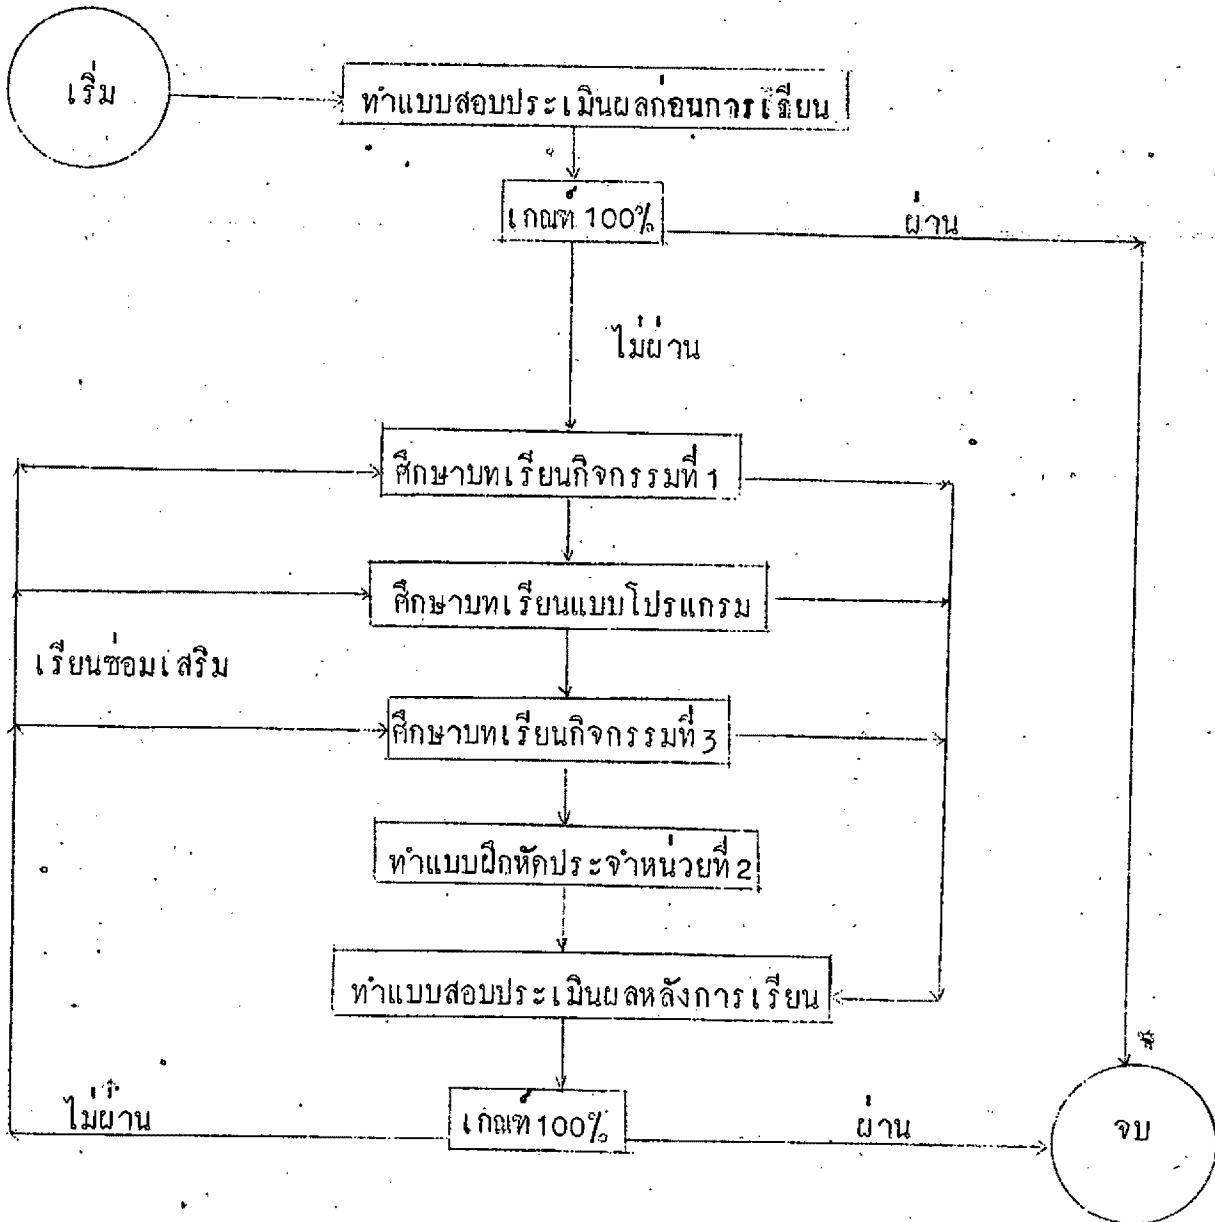 เริ่ม
ทำแบบสอบประเมินผลก่อนการเรียน
เกณฑ์ 100%
ผ่าน
ไม่ผ่าน
ศึกษาบทเรียนกิจกรรมที่ 1
ศึกษาบทเรียนแบบโปรแกรม
เรียนซ่อมเสริม
ศึกษาบทเรียนกิจกรรมที่ 3
ทำแบบฝึกหัดประจำหน่วยที่ 2
ทำแบบสอบประเมินผลหลังการเรียน
ไม่ผ่าน
เกณฑ์ 100%
ผ่าน
จบ